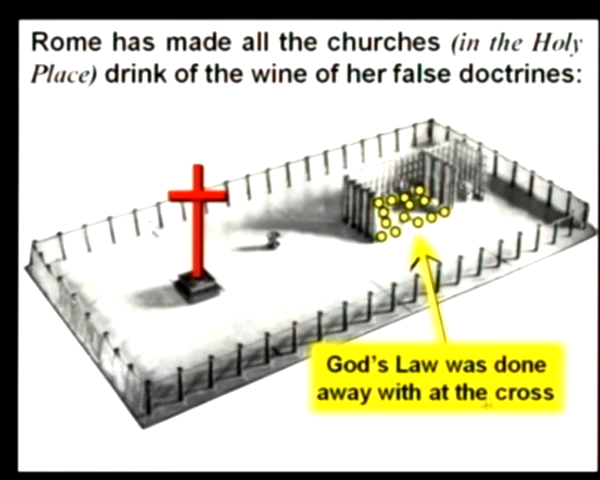 Rome has made all the churches (in the Holy
Place) drink of the wine of her false doctrines:
God's Law was done
away with at the cross